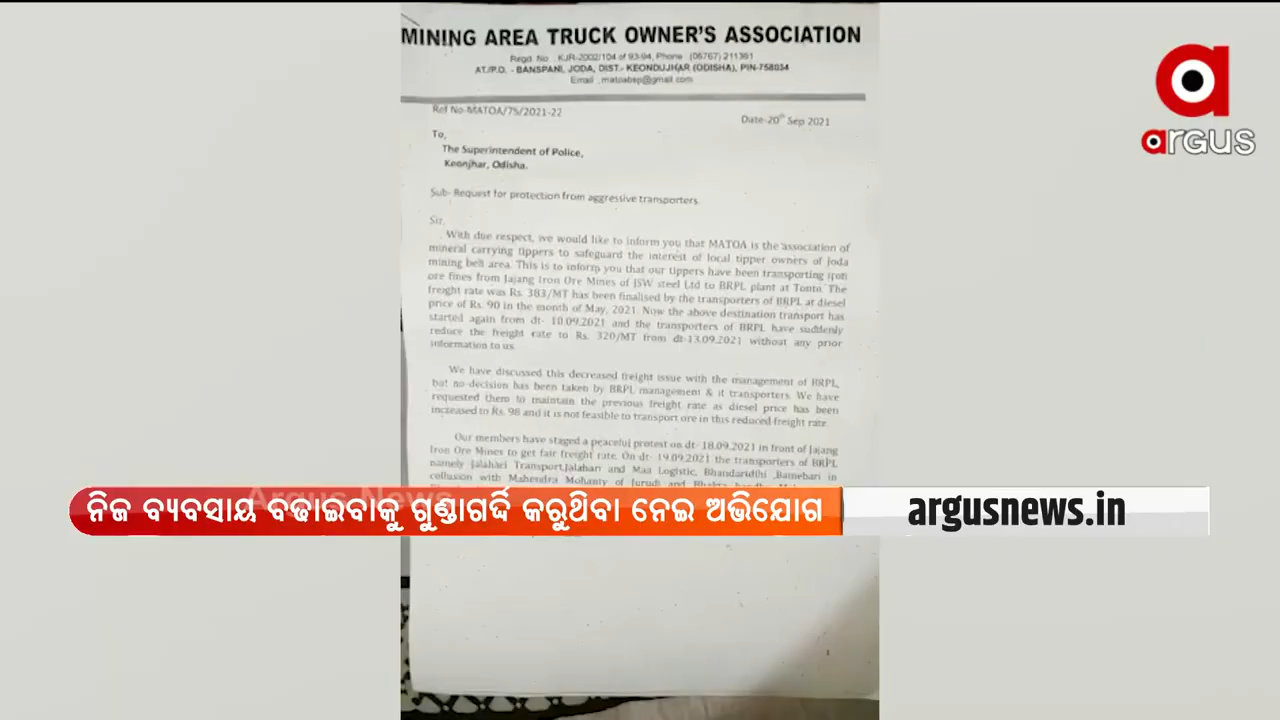 MINING AREA TRUCK OWNER'S ASSOCIATION
Regd. No : KJR-2002/104 of 93-94, Phone : (06767) 211361
AT./P.O. - BANSPANI, JODA, DIST.- KEONDUJHAR (ODISHA), PIN-758034
Email : matoabsp@gmail.com
Ref No-MATOA/75/2021-22
Date-20th Sep 2021
To,
The Superintendent of Police,
Keonjhar, Odisha.
Sub- Request for protection from aggressive transporters.
Sir,
With due respect, we would like to inform you that MATOA is the association of
mineral carrying tippers to safeguard the interest of local tipper owners of Joda
mining belt area. This is to inform you that our tippers have been transporting iron
ore fines from Jajang Iron Ore Mines of JSW steel Ltd to BRPL plant at Tonto. The
freight rate was Rs. 383/MT has been finalised by the transporters of BRPL at diesel
price of Rs. 90 in the month of May, 2021. Now the above destination transport has
started again from dt- 10.09.2021 and the transporters of BRPL have suddenly
reduce the freight rate to Rs. 320/MT from dt-13.09.2021 without any prior
information to us.
We have discussed this decreased freight issue with the management of BRPL,
but no decision has been taken by BRPL management & it transporters. We have
requested them to maintain the previous freight rate as diesel price has been
increased to Rs. 98 and it is not feasible to transport ore in this reduced freight rate.
Our members have staged a peaceful protest on dt- 18.09.2021 in front of Jajang
Iron Ore Mines to get fair freight rate. On dt- 19.09.2021 the transporters of BRPL
namely Jalahari Transport,Jalahari and Maa Logistic, Bhandaridihi ,Bamebari in
collusion with Mahendra Mohanty of Jurudi and
Argus News
ନିଜ ବ୍ୟବସାୟ ବଢାଇବାକୁ ଗୁଣ୍ଡାଗର୍ଦ୍ଦି କରୁଥିବା ନେଇ ଅଭିଯୋଗ
argusnews.in
a
argus